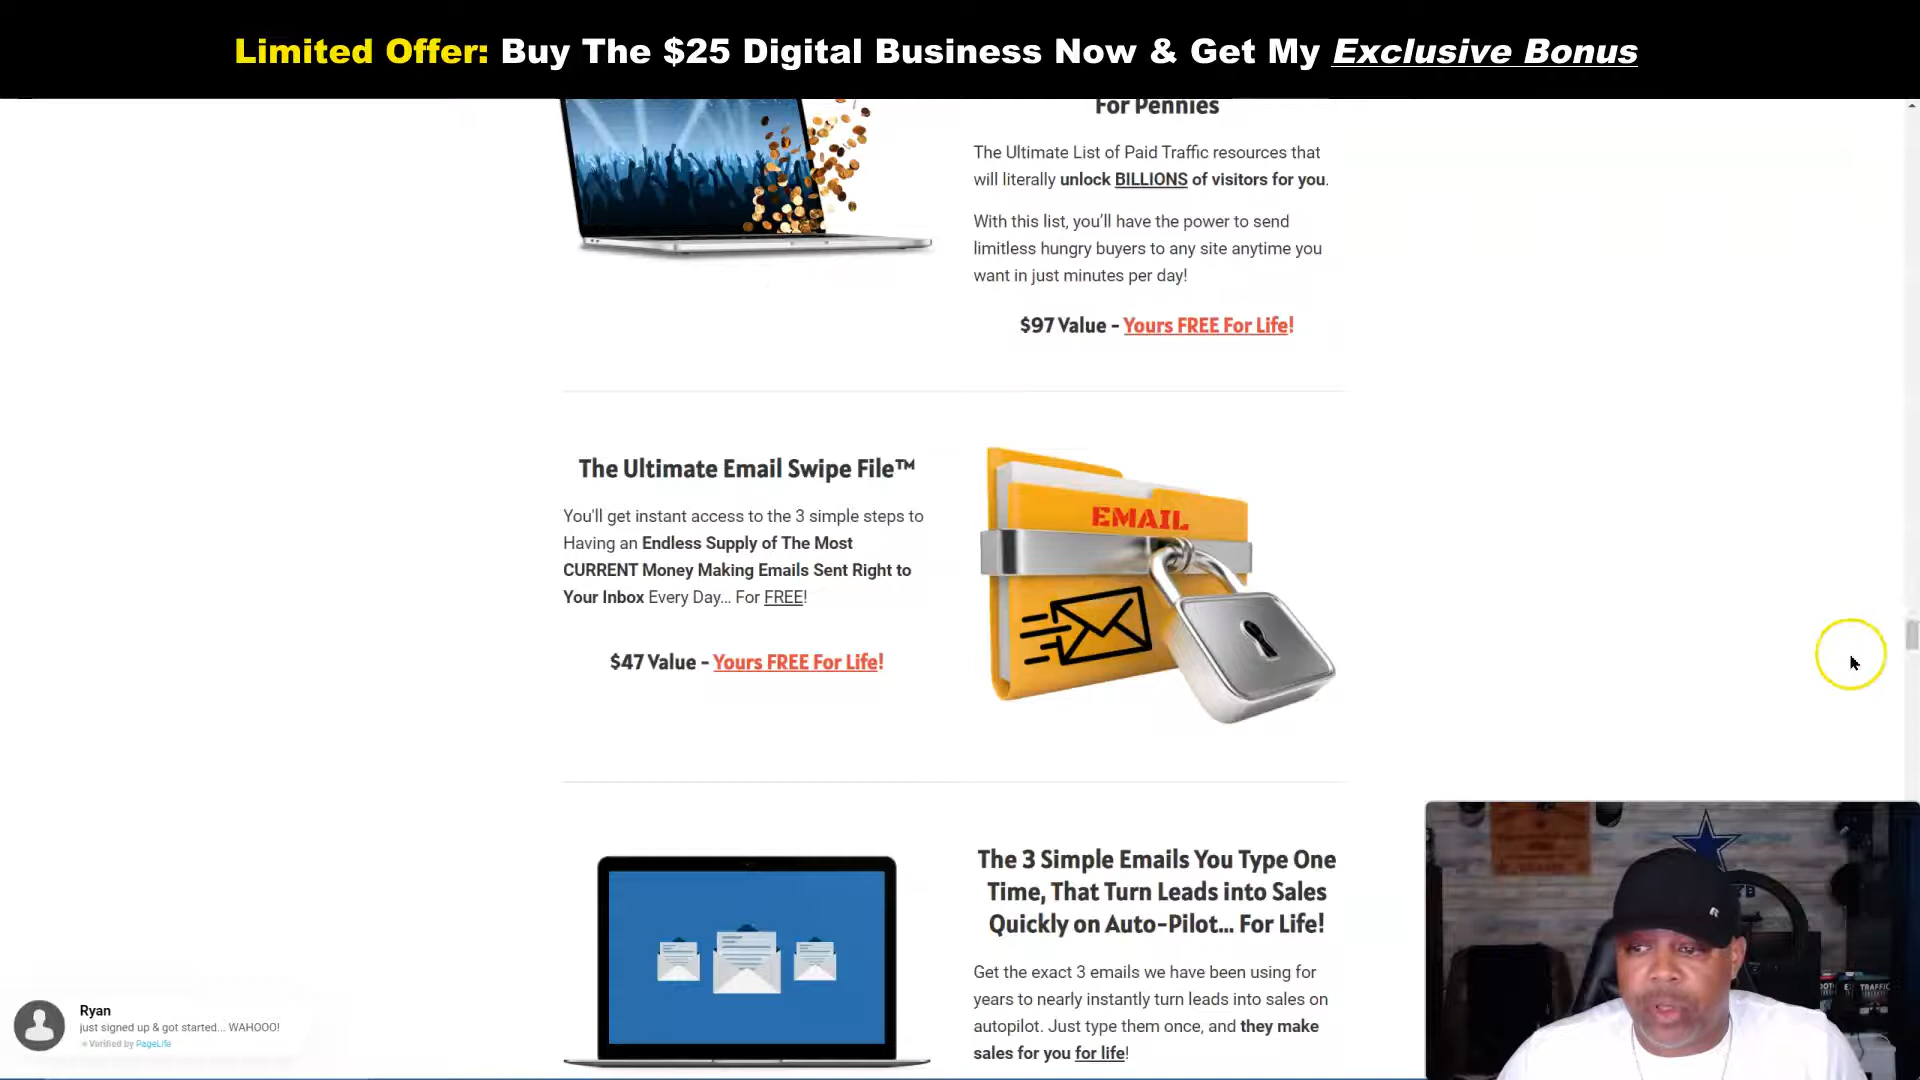 Limited Offer: Buy The $25 Digital Business Now & Get My Exclusive Bonus
For Pennies
The Ultimate List of Paid Traffic resources that
will literally unlock BILLIONS of visitors for you.
With this list, you’ll have the power to send
limitless hungry buyers to any site anytime you
want in just minutes per day!
$97 Value - Yours FREE For Life!
The Ultimate Email Swipe File™
You'll get instant access to the 3 simple steps to
Having an Endless Supply of The Most
CURRENT Money Making Emails Sent Right to
Your Inbox Every Day... For FREE!
$47 Value - Yours FREE For Life!
EMAIL
The 3 Simple Emails You Type One
Time, That Turn Leads into Sales
Quickly on Auto-Pilot... For Life!
Get the exact 3 emails we have been using for
years to nearly instantly turn leads into sales on
autopilot. Just type them once, and they make
sales for you for life!
Ryan
just signed up & got started... WAHOOO!
Verified by PageLife
TRAFFIC